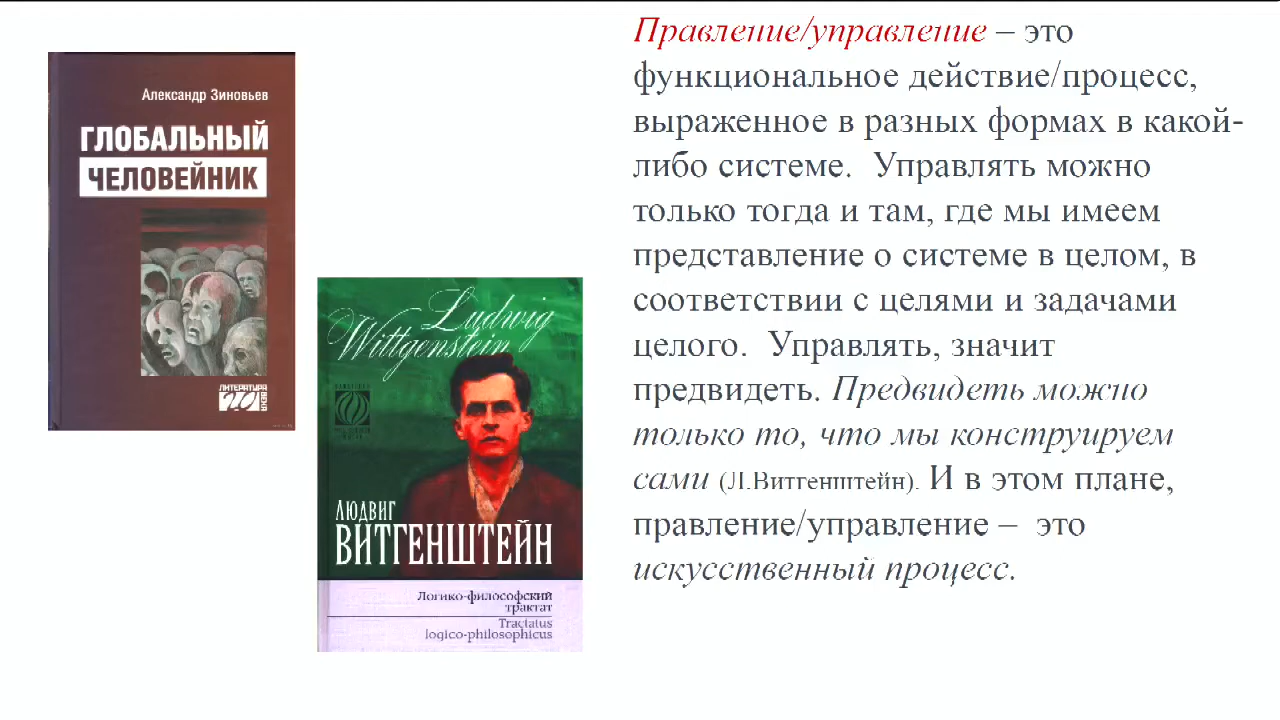 Александр Зиновьев
ГЛОБАЛЬНЫЙ
ЧЕЛОВЕЙНИК
ЛИТЕРАТУРА
20
ВЕКА
Ludwig
Wittgenstein
ЛЮДВИГ
ВИТГЕНШТЕЙН
Логико-философский
трактат
Tractatus
logico-philosophicus
Правление/управление – это
функциональное действие/процесс,
выраженное в разных формах в какой-
либо системе. Управлять можно
только тогда и там, где мы имеем
представление о системе в целом, в
соответствии с целями и задачами
целого. Управлять, значит
предвидеть. Предвидеть можно
только то, что мы конструируем
сами (Л.Витгенштейн). И в этом плане,
правление/управление – это
искусственный процесс.